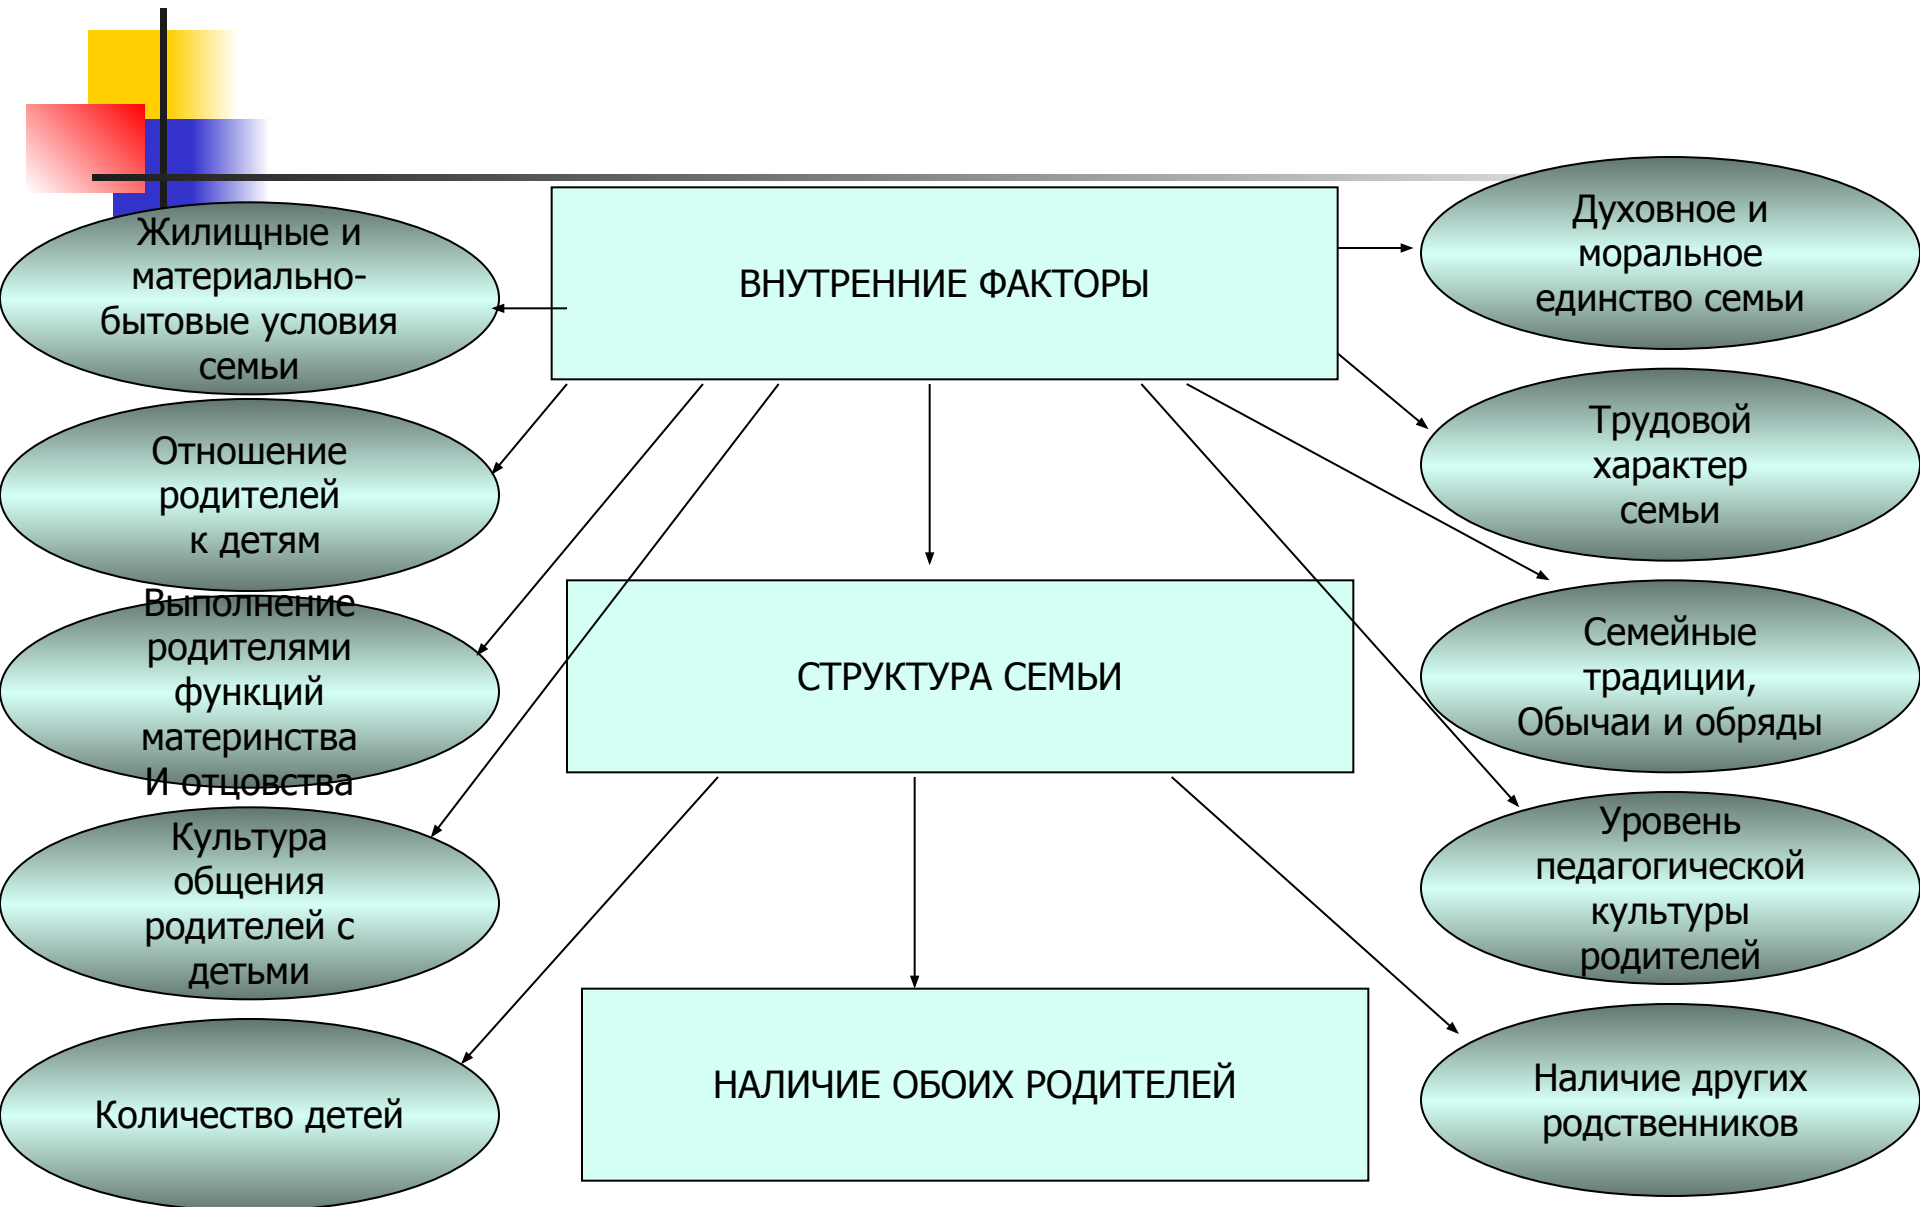 ВНУТРЕННИЕ ФАКТОРЫ
Жилищные и
материально-
бытовые условия
семьи
Отношение
родителей
к детям
Выполнение
родителями
функций
материнства
И отцовства
Культура
общения
родителей с
детьми
Духовное и
моральное
единство семьи
Трудовой
характер
семьи
Семейные
традиции,
Обычаи и обряды
Уровень
педагогической
культуры
родителей
СТРУКТУРА СЕМЬИ
Количество детей
НАЛИЧИЕ ОБОИХ РОДИТЕЛЕЙ
Наличие других
родственников